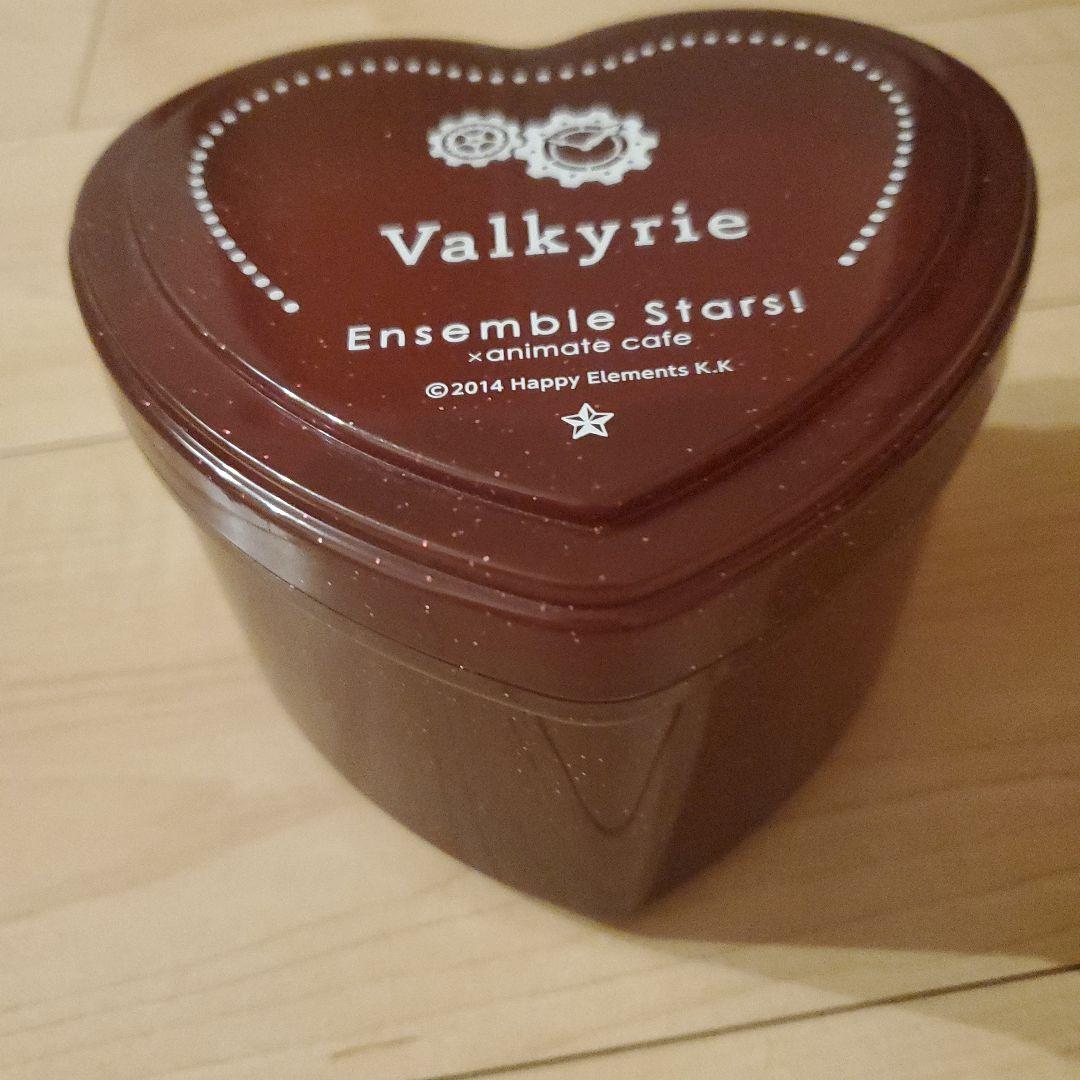 Valkyrie
Ensemble Stars!
×animate cafe
©2014 Happy Elements K.K